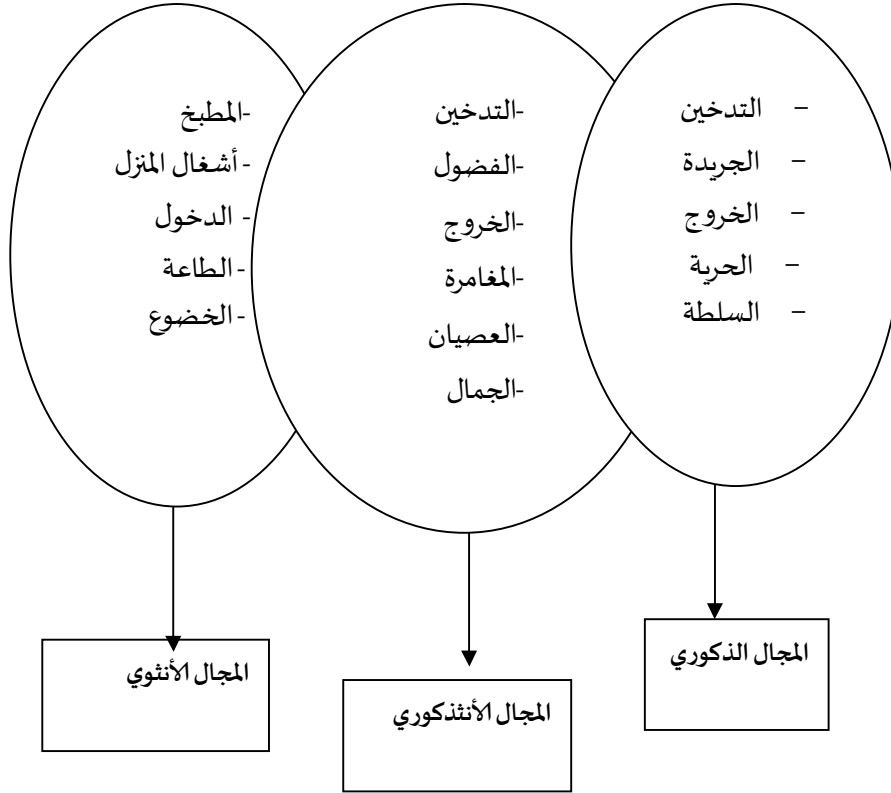 – التدخين
– الجريدة
– الخروج
– الحرية
– السلطة
-التدخين
-الفضول
-الخروج
-المغامرة
-العصيان
-الجمال
-المطبخ
- أشغال المنزل
- الدخول
- الطاعة
- الخضوع
المجال الذكوري
المجال الأنثذكوري
المجال الأنثوي